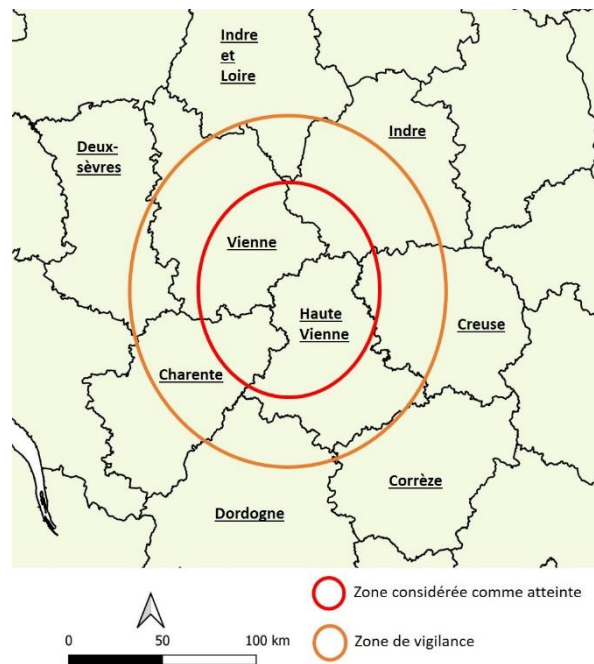 Indre
et
Loire
Indre
Deux-
sèvres
Vienne
Haute
Vienne
Creuse
Charente
Corrèze
Dordogne
Zone considérée comme atteinte
0 50 100 km
Zone de vigilance